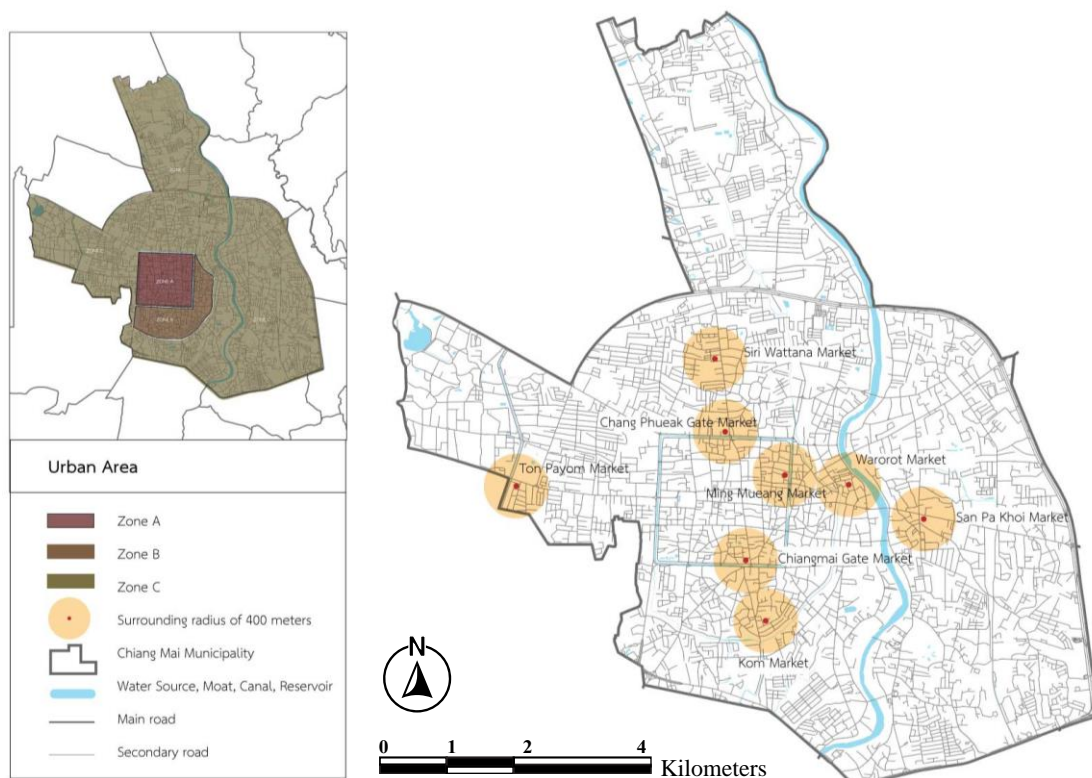 ZONE A
Urban Area
Zone A
Zone B
Zone C
Surrounding radius of 400 meters
Chiang Mai Municipality
Water Source, Moat, Canal, Reservoir
Main road
Secondary road
Siri Wattana Market
Chang Phueak Gate Market
Ton Payom Market
Warorot Market
Ming Mueang Market
San Pa Khoi Market
Chiangmai Gate Market
Kom Market
N
0 1 2 4
Kilometers